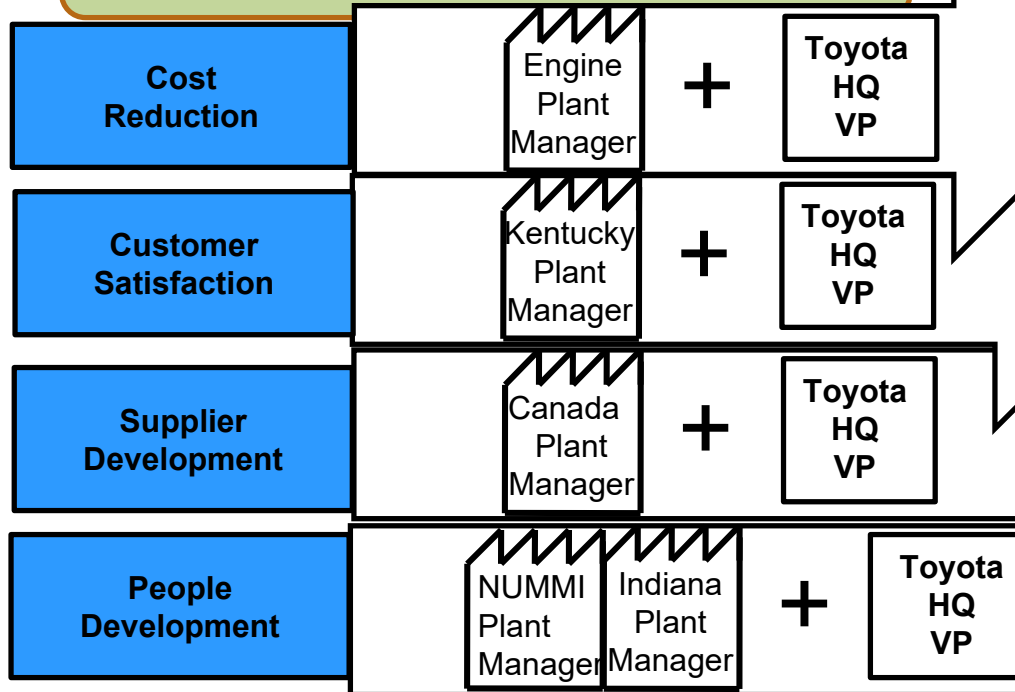 Cost
Reduction
Engine
Plant
Manager
+
Toyota
HQ
VP
Customer
Satisfaction
Kentucky
Plant
Manager
+
Toyota
HQ
VP
Supplier
Development
Canada
Plant
Manager
+
Toyota
HQ
VP
People
Development
NUMMI
Plant
Manager
Indiana
Plant
Manager
+
Toyota
HQ
VP